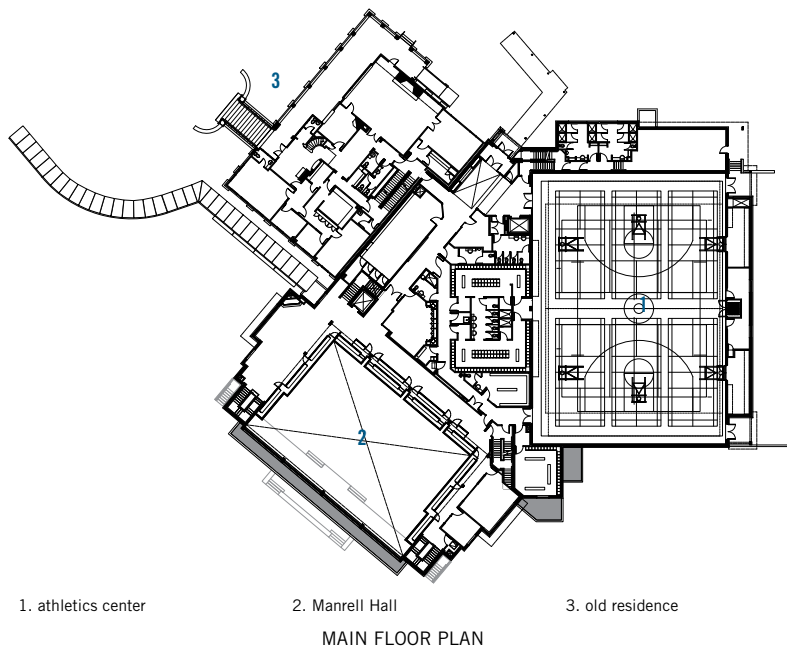 3
1
2
1. athletics center 2. Manrell Hall 3. old residence
MAIN FLOOR PLAN